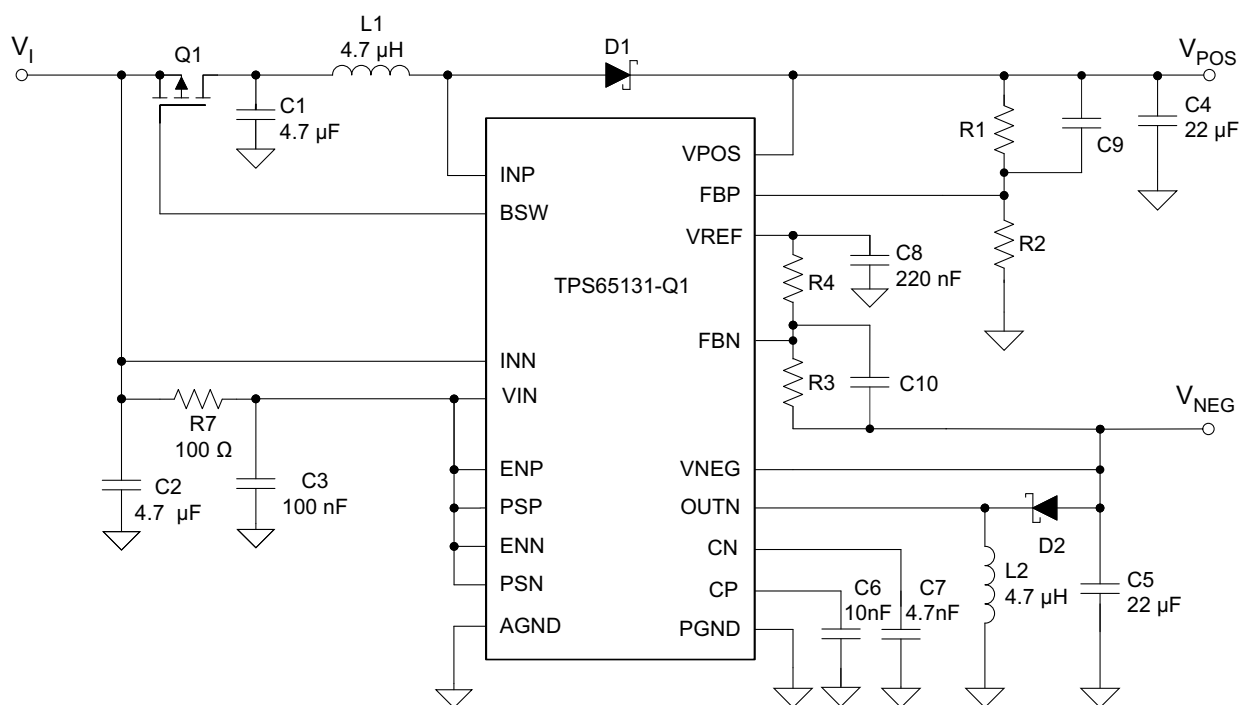 L1
4.7 µH
VI
Q1
D1
VPOS
C1
4.7 µF
R1
C9
C4
22 µF
INP
BSW
VPOS
FBP
VREF
R2
C8
220 nF
R4
TPS65131-Q1
FBN
R3
C10
INN
VIN
R7
100 Ω
VNEG
C2
4.7 µF
C3
100 nF
ENP
PSP
ENN
PSN
AGND
VNEG
OUTN
CN
CP
PGND
D2
L2
4.7 µH
C5
22 µF
C6
10nF
C7
4.7nF